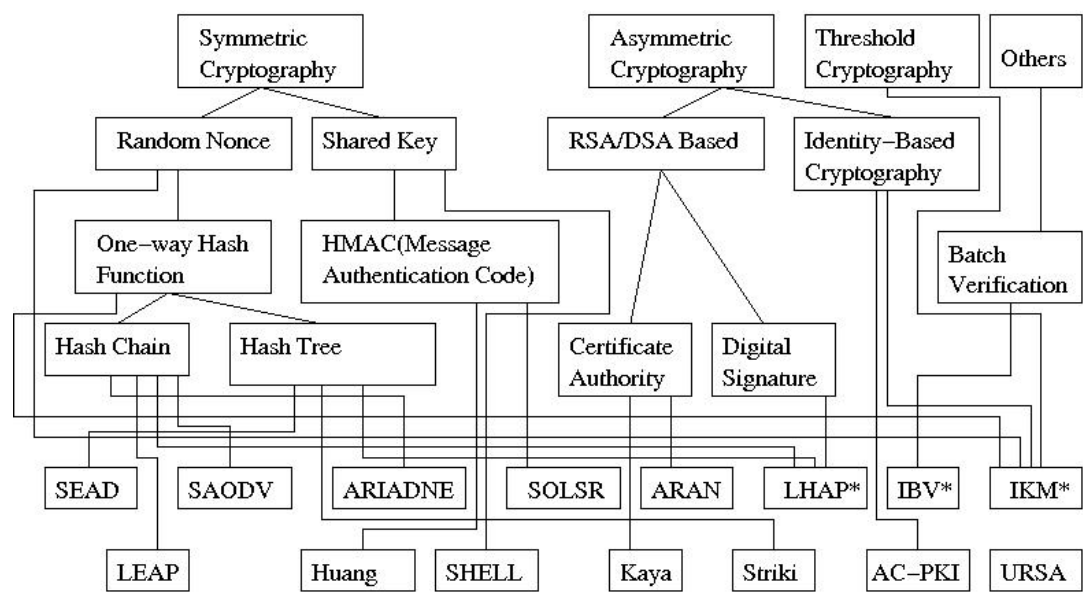 Symmetric
Cryptography
Asymmetric
Cryptography
Threshold
Cryptography
Others
Random Nonce
Shared Key
RSA/DSA Based
Identity-Based
Cryptography
One-way Hash
Function
HMAC(Message
Authentication Code)
Batch
Verification
Hash Chain
Hash Tree
Certificate
Authority
Digital
Signature
SEAD
SAODV
ARIADNE
SOLSR
ARAN
LHAP*
IBV*
IKM*
LEAP
Huang
SHELL
Kaya
Striki
AC-PKI
URSA